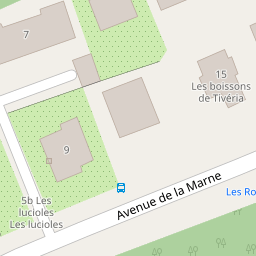 7
15
Les boissons
de Tivéria
9
5b Les
lucioles
Les lucioles
Avenue de la Marne
Les Ro